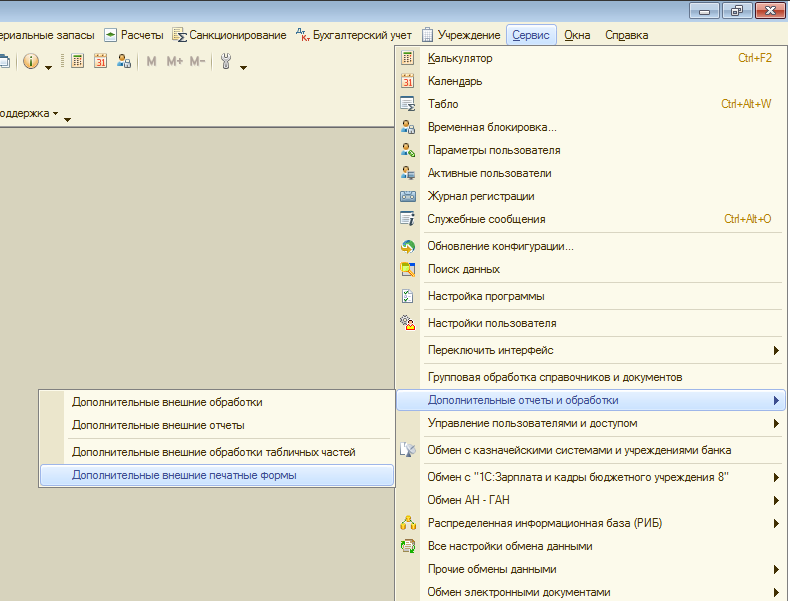 Расчеты Санкционирование Бухгалтерский учет Учреждение Сервис Окна Справка
M M+ M-
Калькулятор Ctrl+F2
Календарь
Табло Ctrl+Alt+W
Временная блокировка...
Параметры пользователя
Активные пользователи
Журнал регистрации
Служебные сообщения Ctrl+Alt+O
Обновление конфигурации...
Поиск данных
Настройка программы
Настройки пользователя
Переключить интерфейс
Групповая обработка справочников и документов
Дополнительные отчеты и обработки
Управление пользователями и доступом
Обмен с казначейскими системами и учреждениями банка
Обмен с "1С:Зарплата и кадры бюджетного учреждения 8"
Обмен АН - ГАН
Распределенная информационная база (РИБ)
Все настройки обмена данными
Прочие обмены данными
Обмен электронными документами
Дополнительные внешние обработки
Дополнительные внешние отчеты
Дополнительные внешние обработки табличных частей
Дополнительные внешние печатные формы